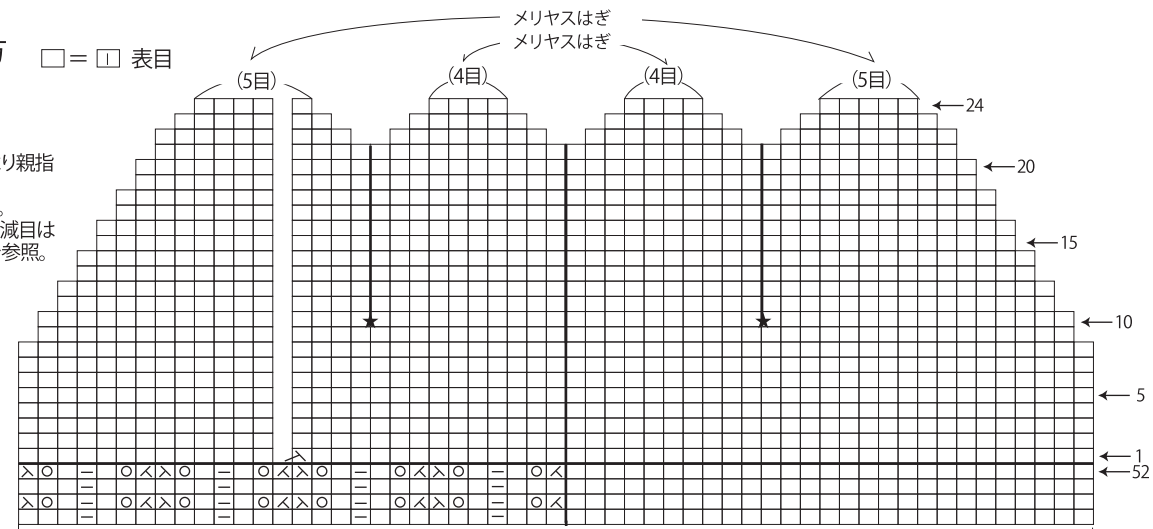 メリヤスはぎ
メリヤスはぎ
□=□ 表目
(5目) (4目) (4目) (5目)
24
り親指
20
。
減目は
15
参照。
10
★ ★
5
1
52